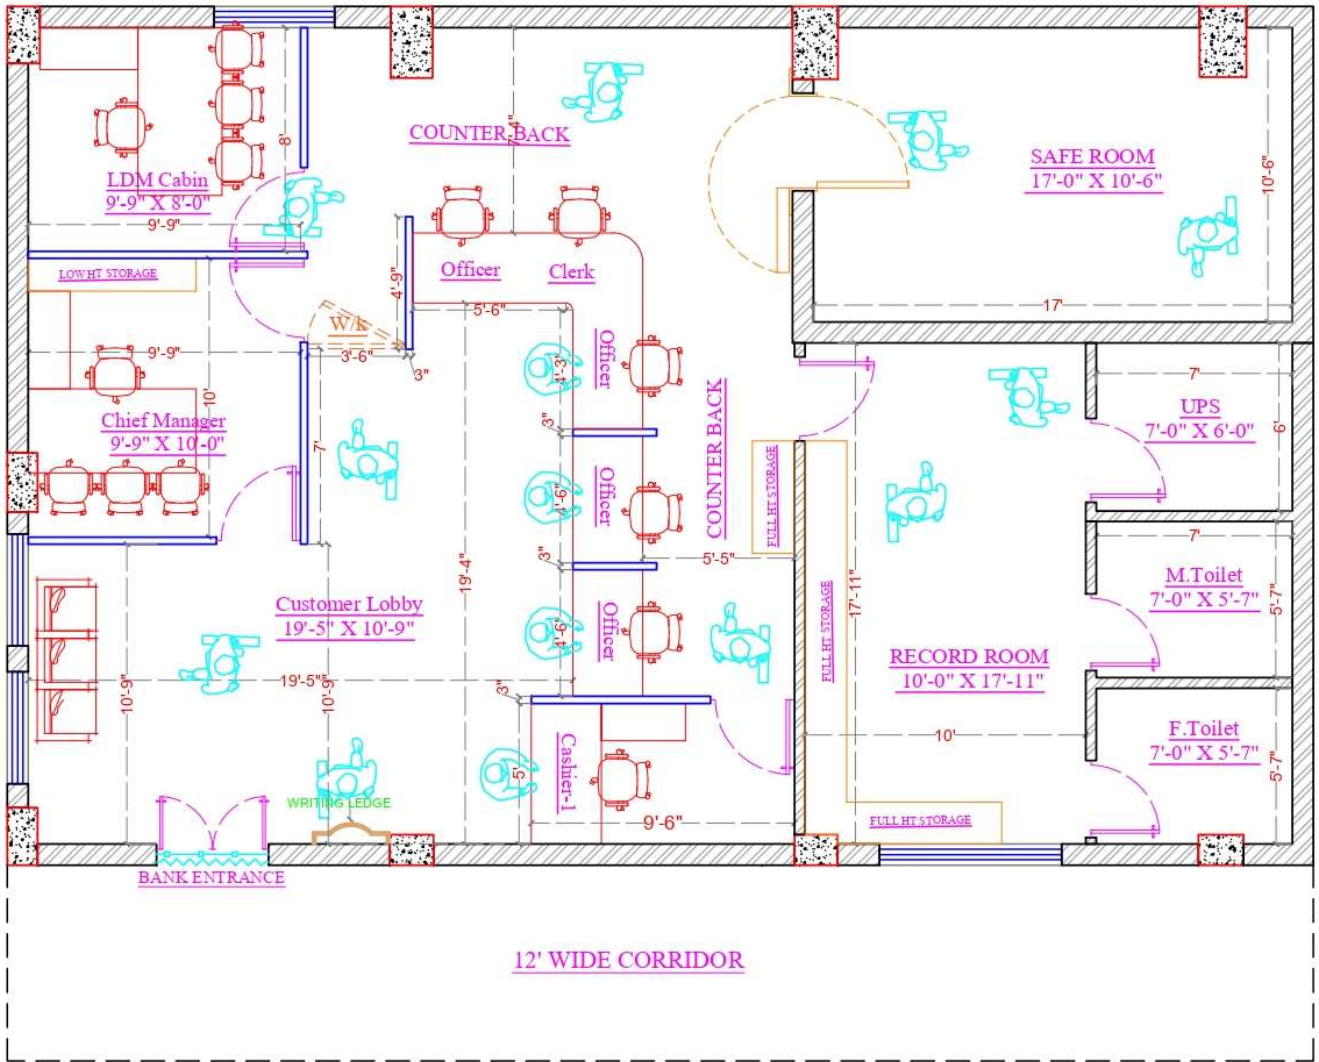 COUNTER BACK
7'-4"
8'
LDM Cabin
9'-9" X 8'-0"
9'-9"
SAFE ROOM
17'-0" X 10'-6"
10'-6"
17'
LOW HT STORAGE
Officer
Clerk
4'-9"
5'-6"
W/k
3'-6"
3"
9'-9"
10'
Chief Manager
9'-9" X 10'-0"
7'
Officer
4'-3"
3"
Officer
4'-6"
3"
Officer
4'-6"
3"
COUNTER BACK
5'-5"
FULL HT STORAGE
FULL HT STORAGE
17'-11"
19'-4"
Customer Lobby
19'-5" X 10'-9"
19'-5"
10'-9"
10'-9"
7'
UPS
7'-0" X 6'-0"
6'
7'
M.Toilet
7'-0" X 5'-7"
5'-7"
RECORD ROOM
10'-0" X 17'-11"
10'
F.Toilet
7'-0" X 5'-7"
5'-7"
Cashier-1
5'
9'-6"
WRITING LEDGE
FULL HT STORAGE
BANK ENTRANCE
12' WIDE CORRIDOR